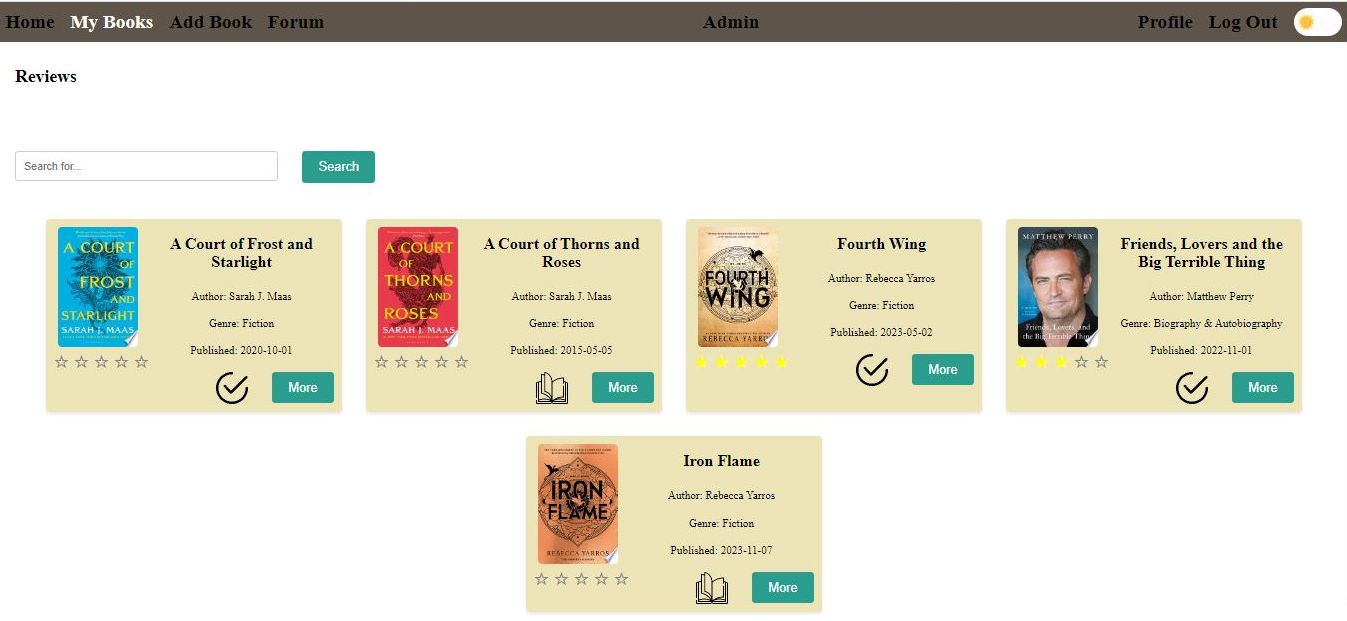 Home My Books Add Book Forum Admin Profile Log Out
Reviews
Search for...
Search
A COURT
OF
FROST
AND
STARLIGHT
SARAH J. MAAS
A Court of Frost and
Starlight
Author: Sarah J. Maas
Genre: Fiction
Published: 2020-10-01
More
A COURT
OF
THORNS
AND
ROSES
SARAH J. MAAS
A Court of Thorns and
Roses
Author: Sarah J. Maas
Genre: Fiction
Published: 2015-05-05
More
FOURTH
WING
REBECCA YARROS
Fourth Wing
Author: Rebecca Yarros
Genre: Fiction
Published: 2023-05-02
More
MATTHEW PERRY
Friends, Lovers, and
the Big Terrible Thing
Friends, Lovers and the
Big Terrible Thing
Author: Matthew Perry
Genre: Biography & Autobiography
Published: 2022-11-01
More
IRON
FLAME
REBECCA YARROS
Iron Flame
Author: Rebecca Yarros
Genre: Fiction
Published: 2023-11-07
More